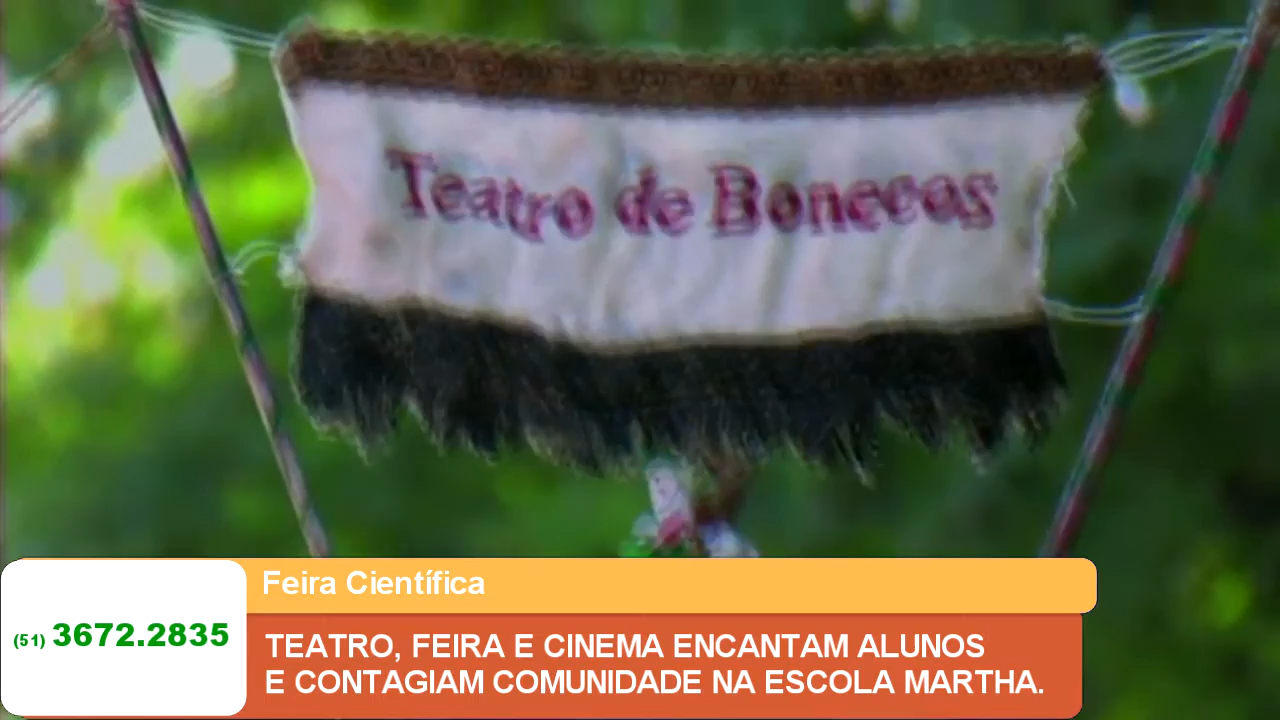 Teatro de Bonecos
Feira Científica
(51) 3672.2835
TEATRO, FEIRA E CINEMA ENCANTAM ALUNOS
E CONTAGIAM COMUNIDADE NA ESCOLA MARTHA.